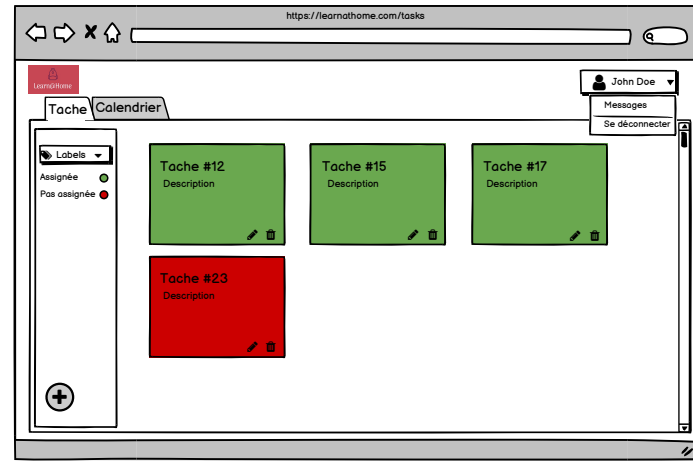 https://learnathome.com/tasks
Learn@Home
John Doe
Messages
Se déconnecter
Tache
Calendrier
Labels
Assignée
Pas assignée
Tache #12
Description
Tache #15
Description
Tache #17
Description
Tache #23
Description